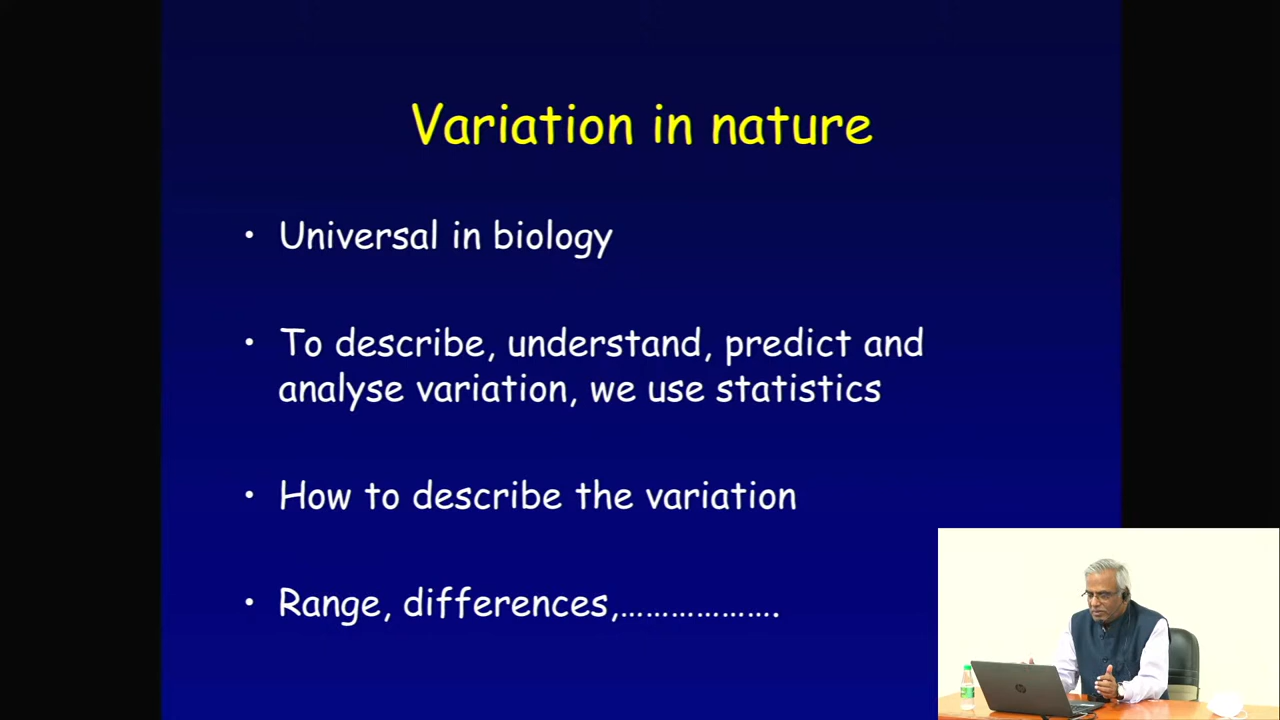 Variation in nature
• Universal in biology
• To describe, understand, predict and
analyse variation, we use statistics
• How to describe the variation
• Range, differences,……………….